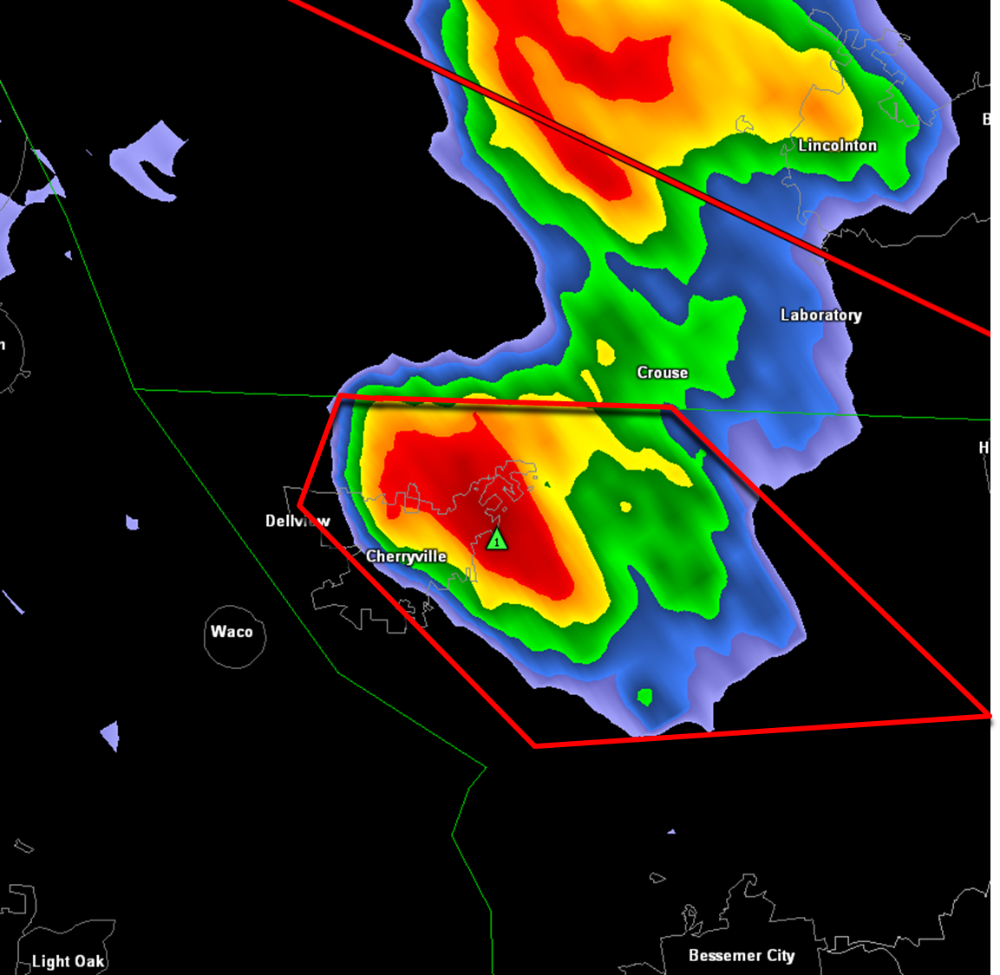 B
Lincolnton
Laboratory
n
Crouse
H
Dellview
1
Cherryville
Waco
Bessemer City
Light Oak